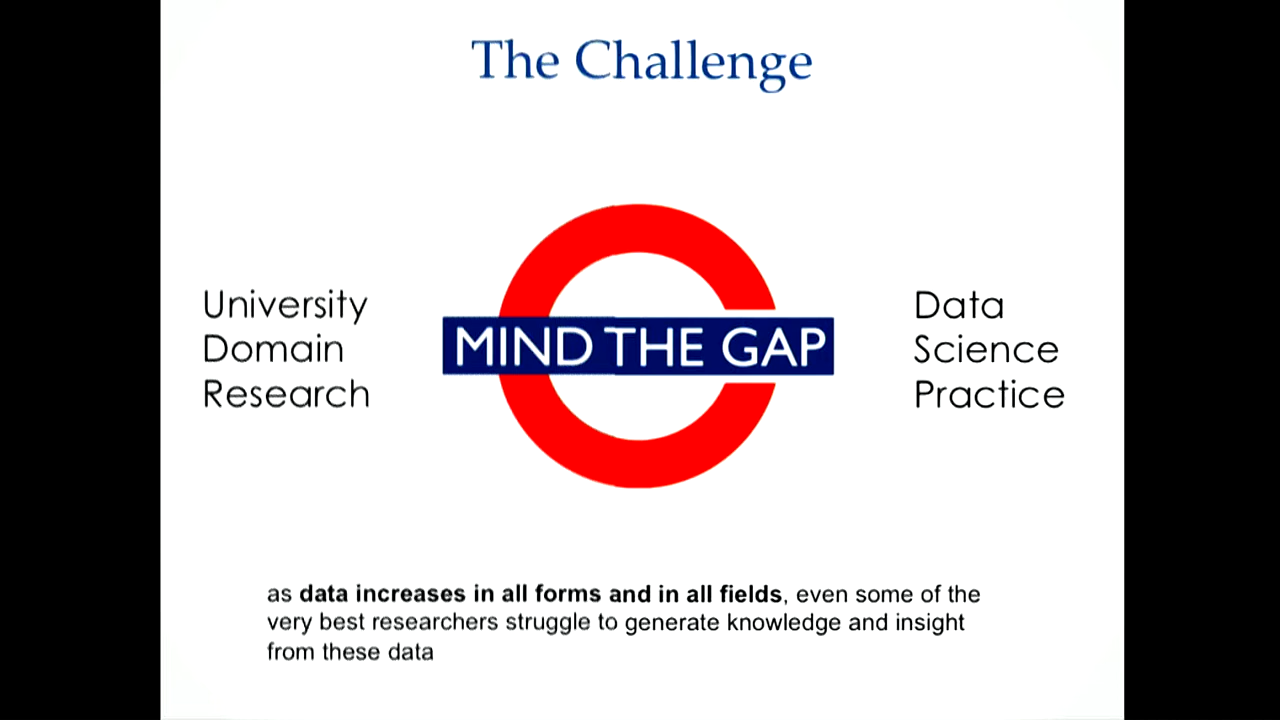 The Challenge
University
Domain
Research
MIND THE GAP
Data
Science
Practice
as data increases in all forms and in all fields, even some of the
very best researchers struggle to generate knowledge and insight
from these data